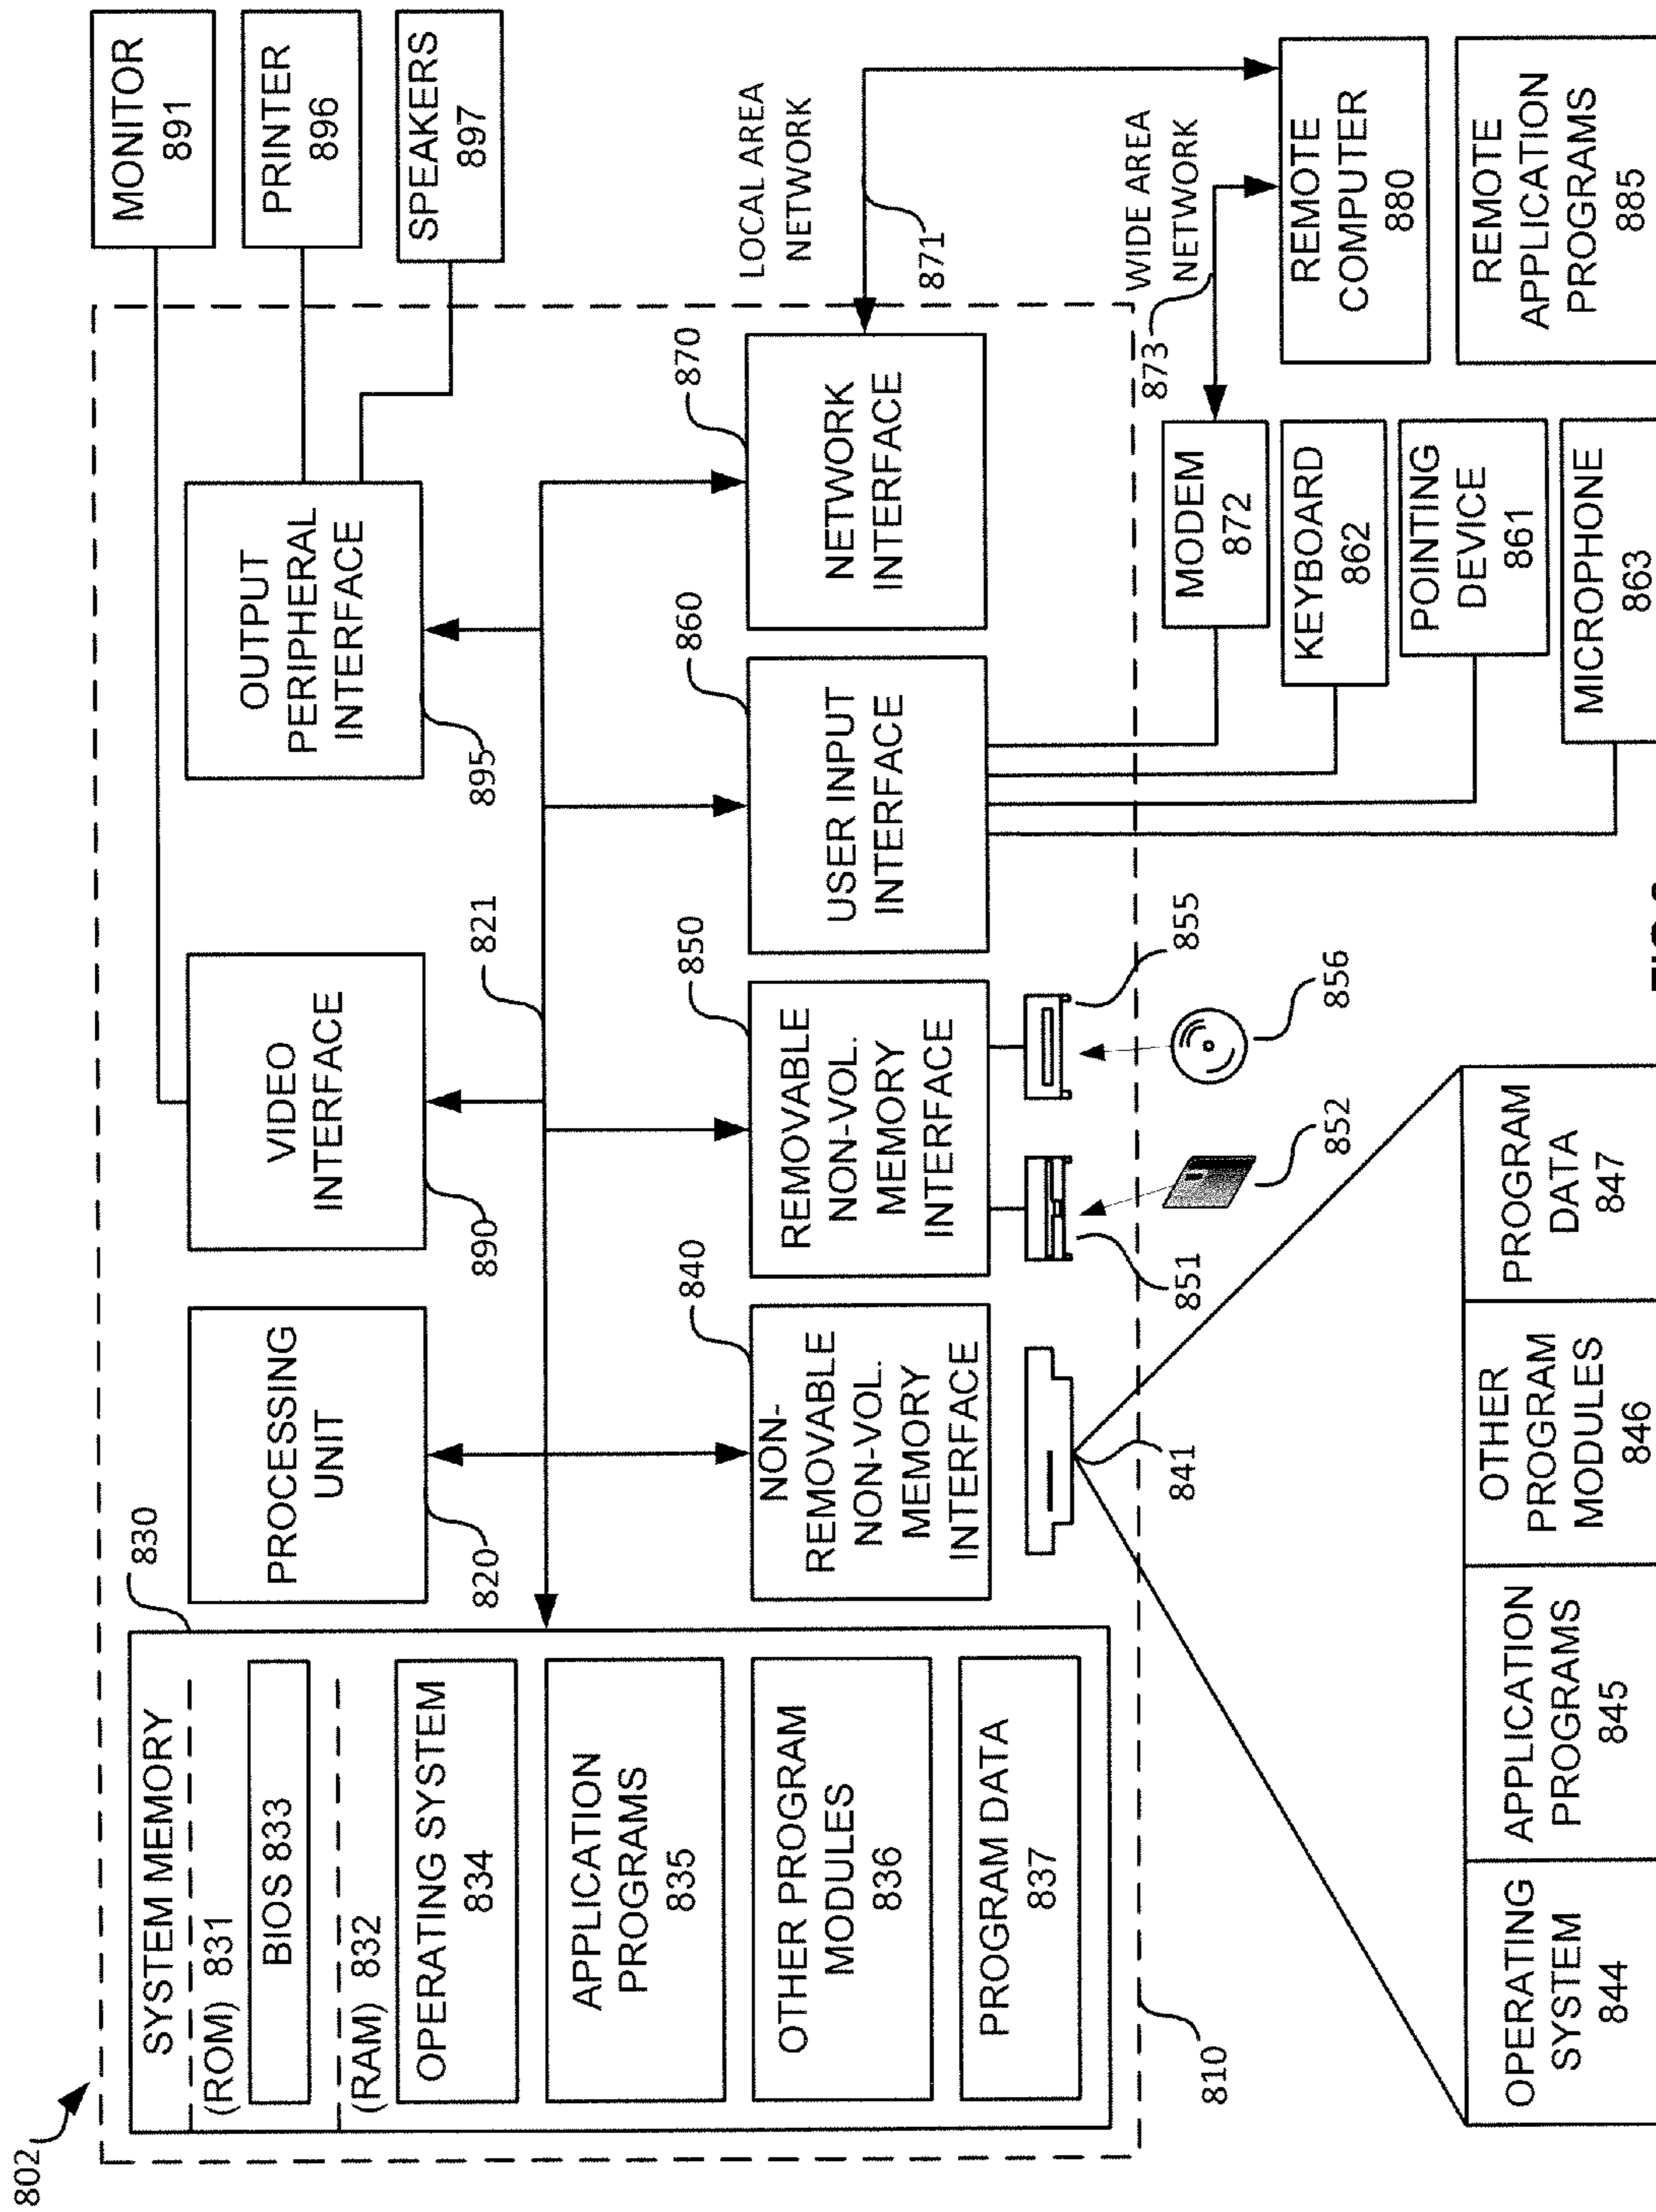 802
SYSTEM MEMORY
(ROM) 831
BIOS 833
(RAM) 832
OPERATING SYSTEM
834
APPLICATION
PROGRAMS
835
OTHER PROGRAM
MODULES
836
PROGRAM DATA
837
810
830
PROCESSING
UNIT
820
VIDEO
INTERFACE
890
821
OUTPUT
PERIPHERAL
INTERFACE
895
MONITOR
891
PRINTER
896
SPEAKERS
897
NON-
REMOVABLE
NON-VOL.
MEMORY
INTERFACE
840
REMOVABLE
NON-VOL.
MEMORY
INTERFACE
850
USER INPUT
INTERFACE
860
NETWORK
INTERFACE
870
LOCAL AREA
NETWORK
871
WIDE AREA
NETWORK
873
841
851
852
855
856
MODEM
872
KEYBOARD
862
POINTING
DEVICE
861
MICROPHONE
863
REMOTE
COMPUTER
880
REMOTE
APPLICATION
PROGRAMS
885
OPERATING
SYSTEM
844
APPLICATION
PROGRAMS
845
OTHER
PROGRAM
MODULES
846
PROGRAM
DATA
847